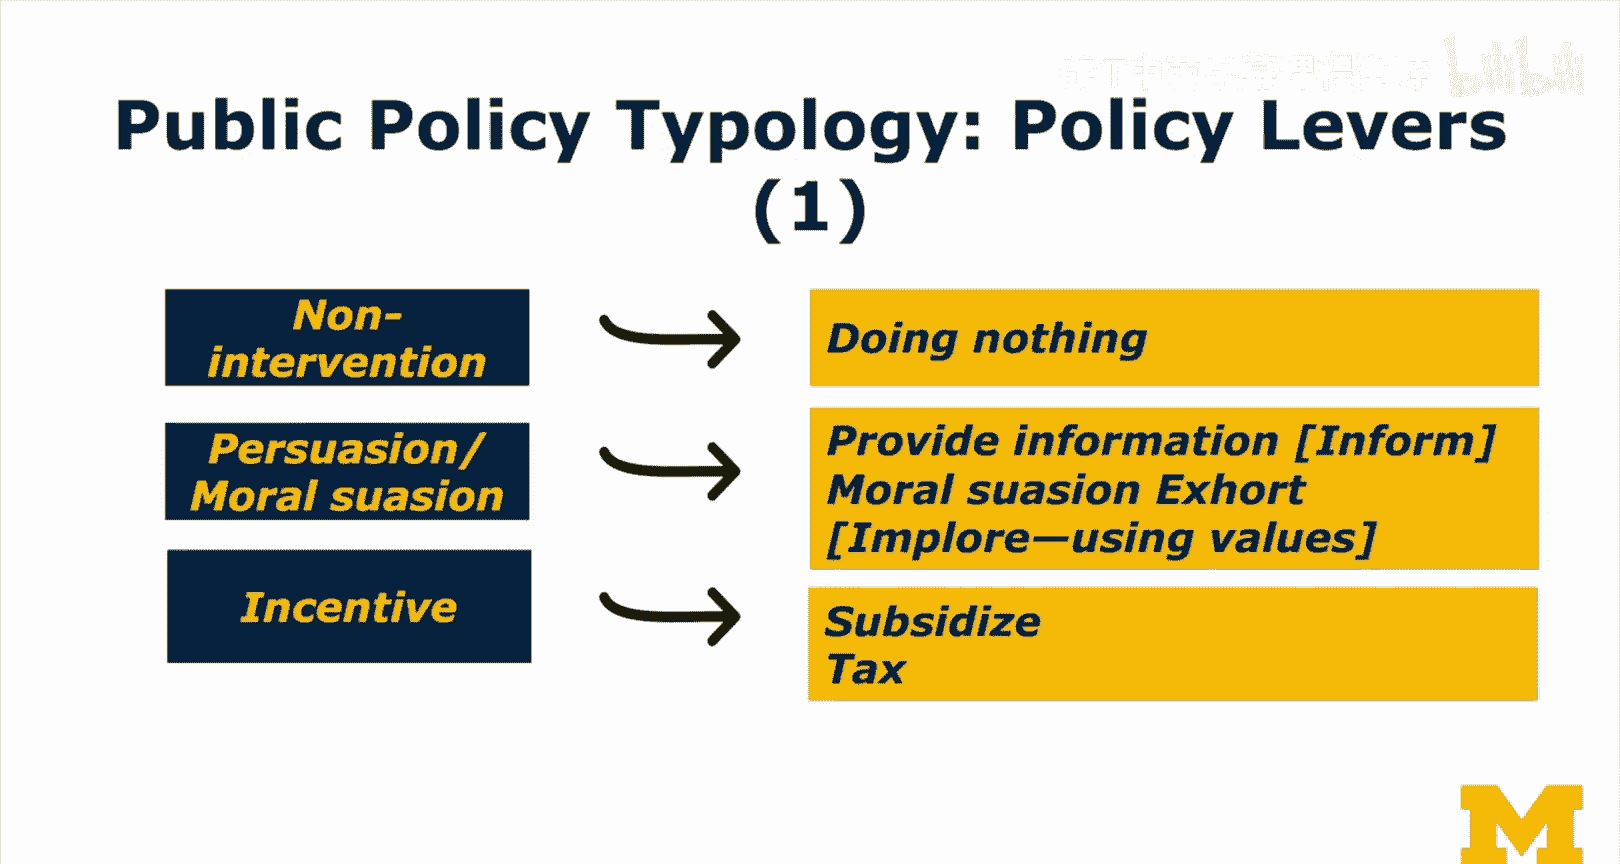 bilibili
Public Policy Typology: Policy Levers
(1)
Non-
intervention
Doing nothing
Persuasion/
Moral suasion
Provide information [Inform]
Moral suasion Exhort
[Implore—using values]
Incentive
Subsidize
Tax
M